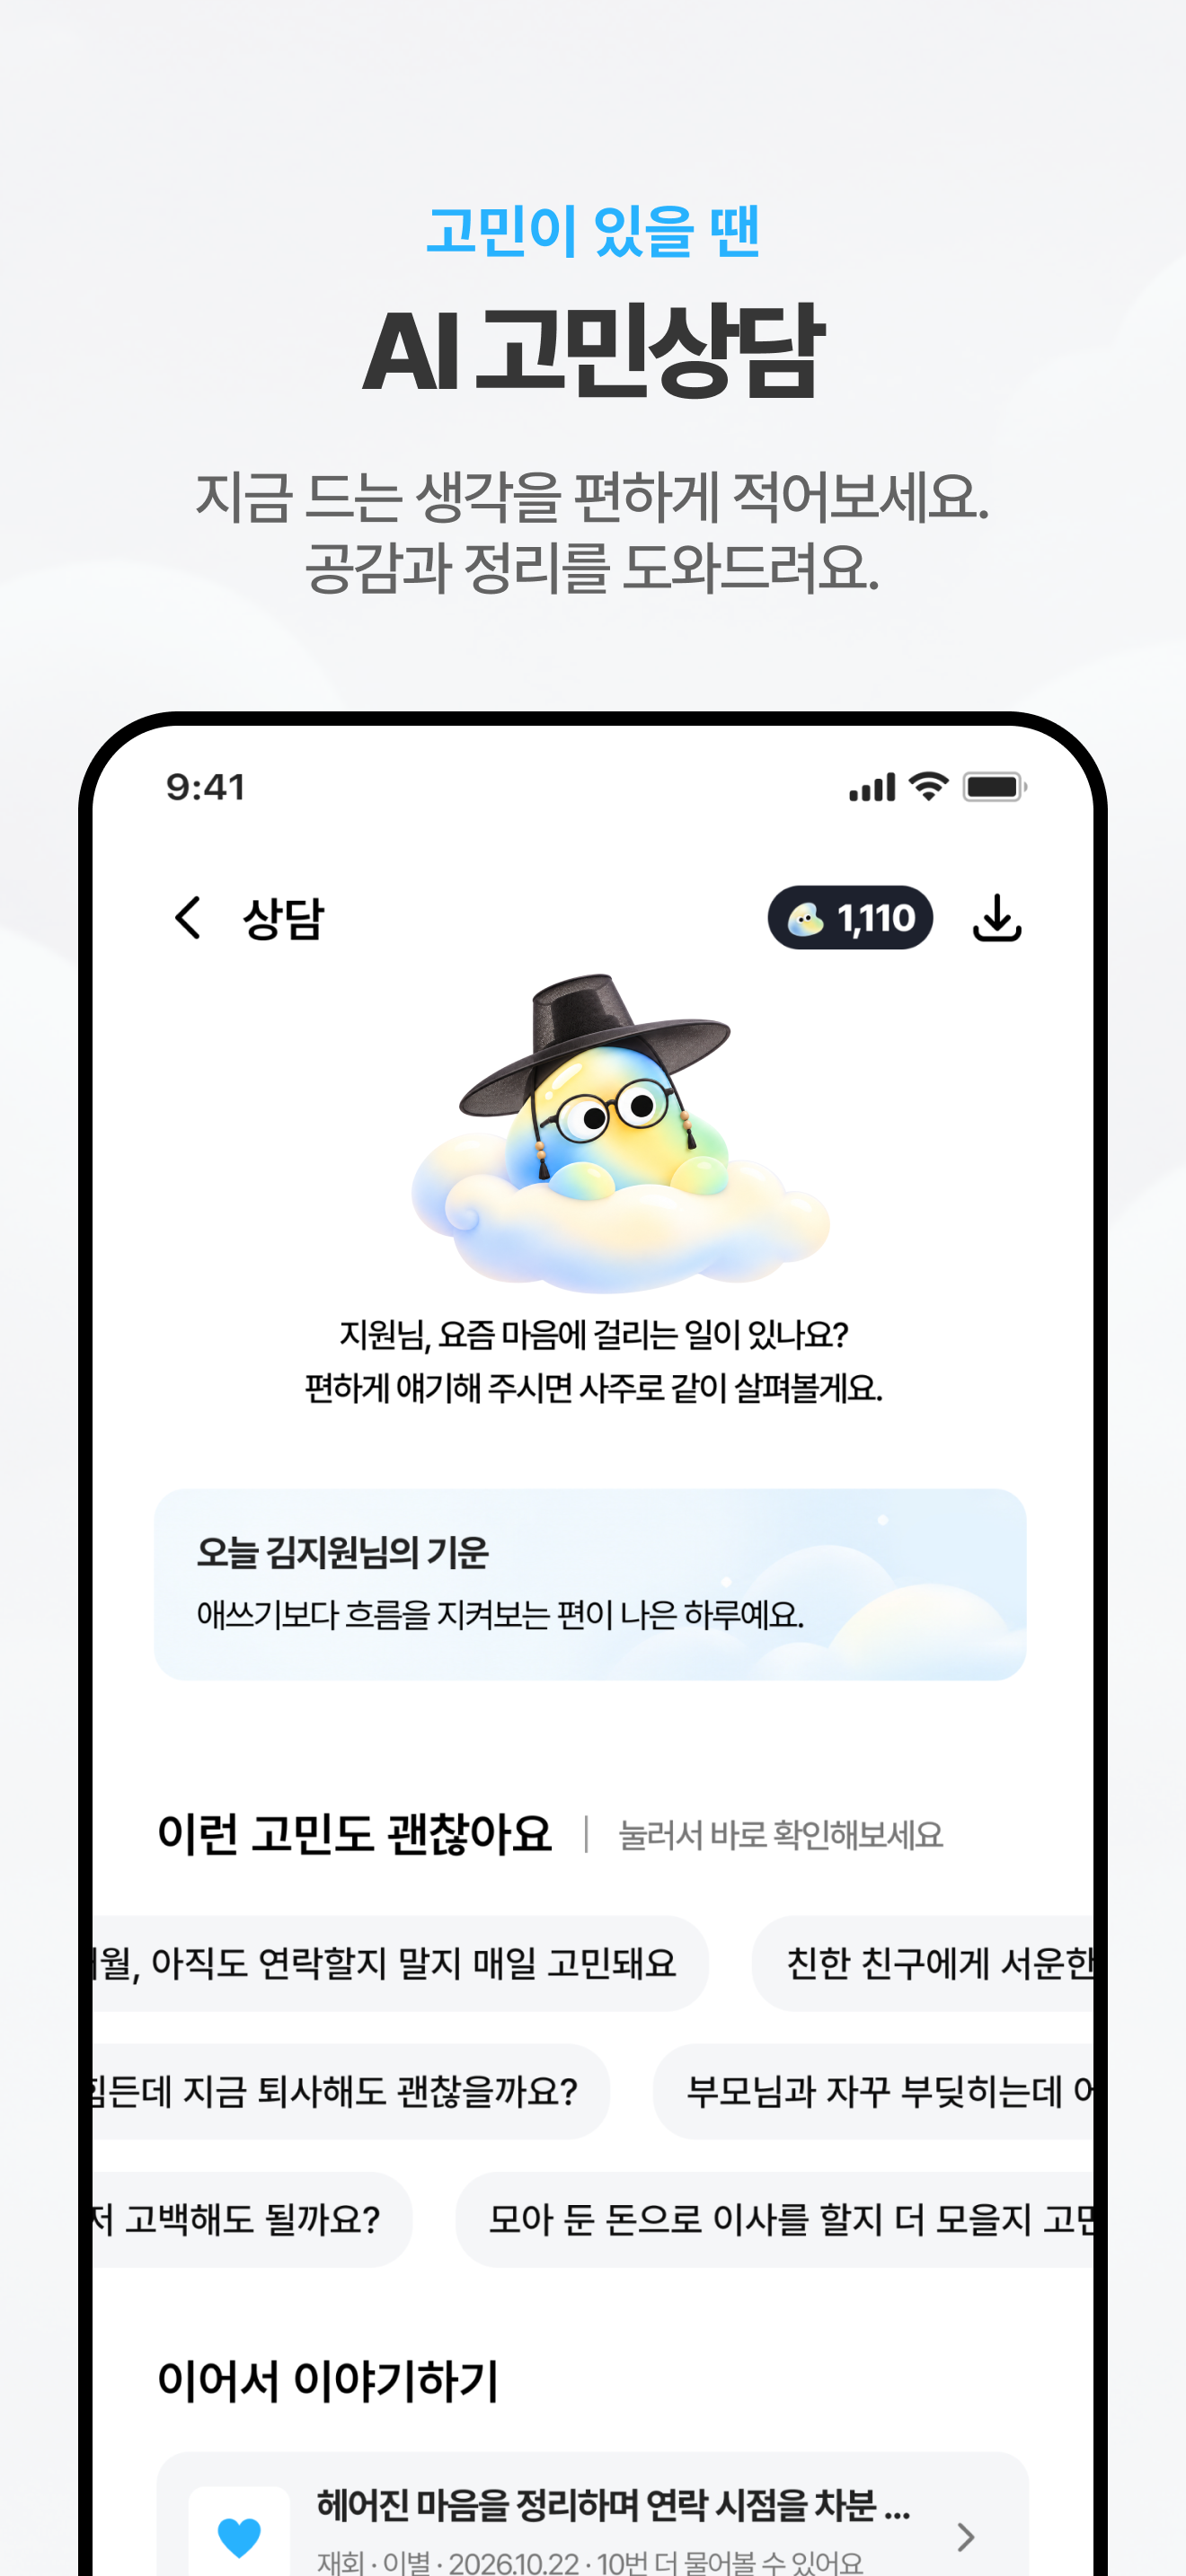 고민이 있을 땐
AI 고민상담
지금 드는 생각을 편하게 적어보세요.
공감과 정리를 도와드려요.
9:41
상담
1,110
지원님, 요즘 마음에 걸리는 일이 있나요?
편하게 얘기해 주시면 사주로 같이 살펴볼게요.
오늘 김지원님의 기운
애쓰기보다 흐름을 지켜보는 편이 나은 하루예요.
이런 고민도 괜찮아요 | 눌러서 바로 확인해보세요
아직도 연락할지 말지 매일 고민돼요
친한 친구에게 서운한
지금 퇴사해도 괜찮을까요?
부모님과 자꾸 부딪히는데
고백해도 될까요?
모아 둔 돈으로 이사를 할지 더 모을지
이어서 이야기하기
헤어진 마음을 정리하며 연락 시점을 차분 ...
재회 · 이별 · 2026.10.22 · 10번 더 물어볼 수 있어요